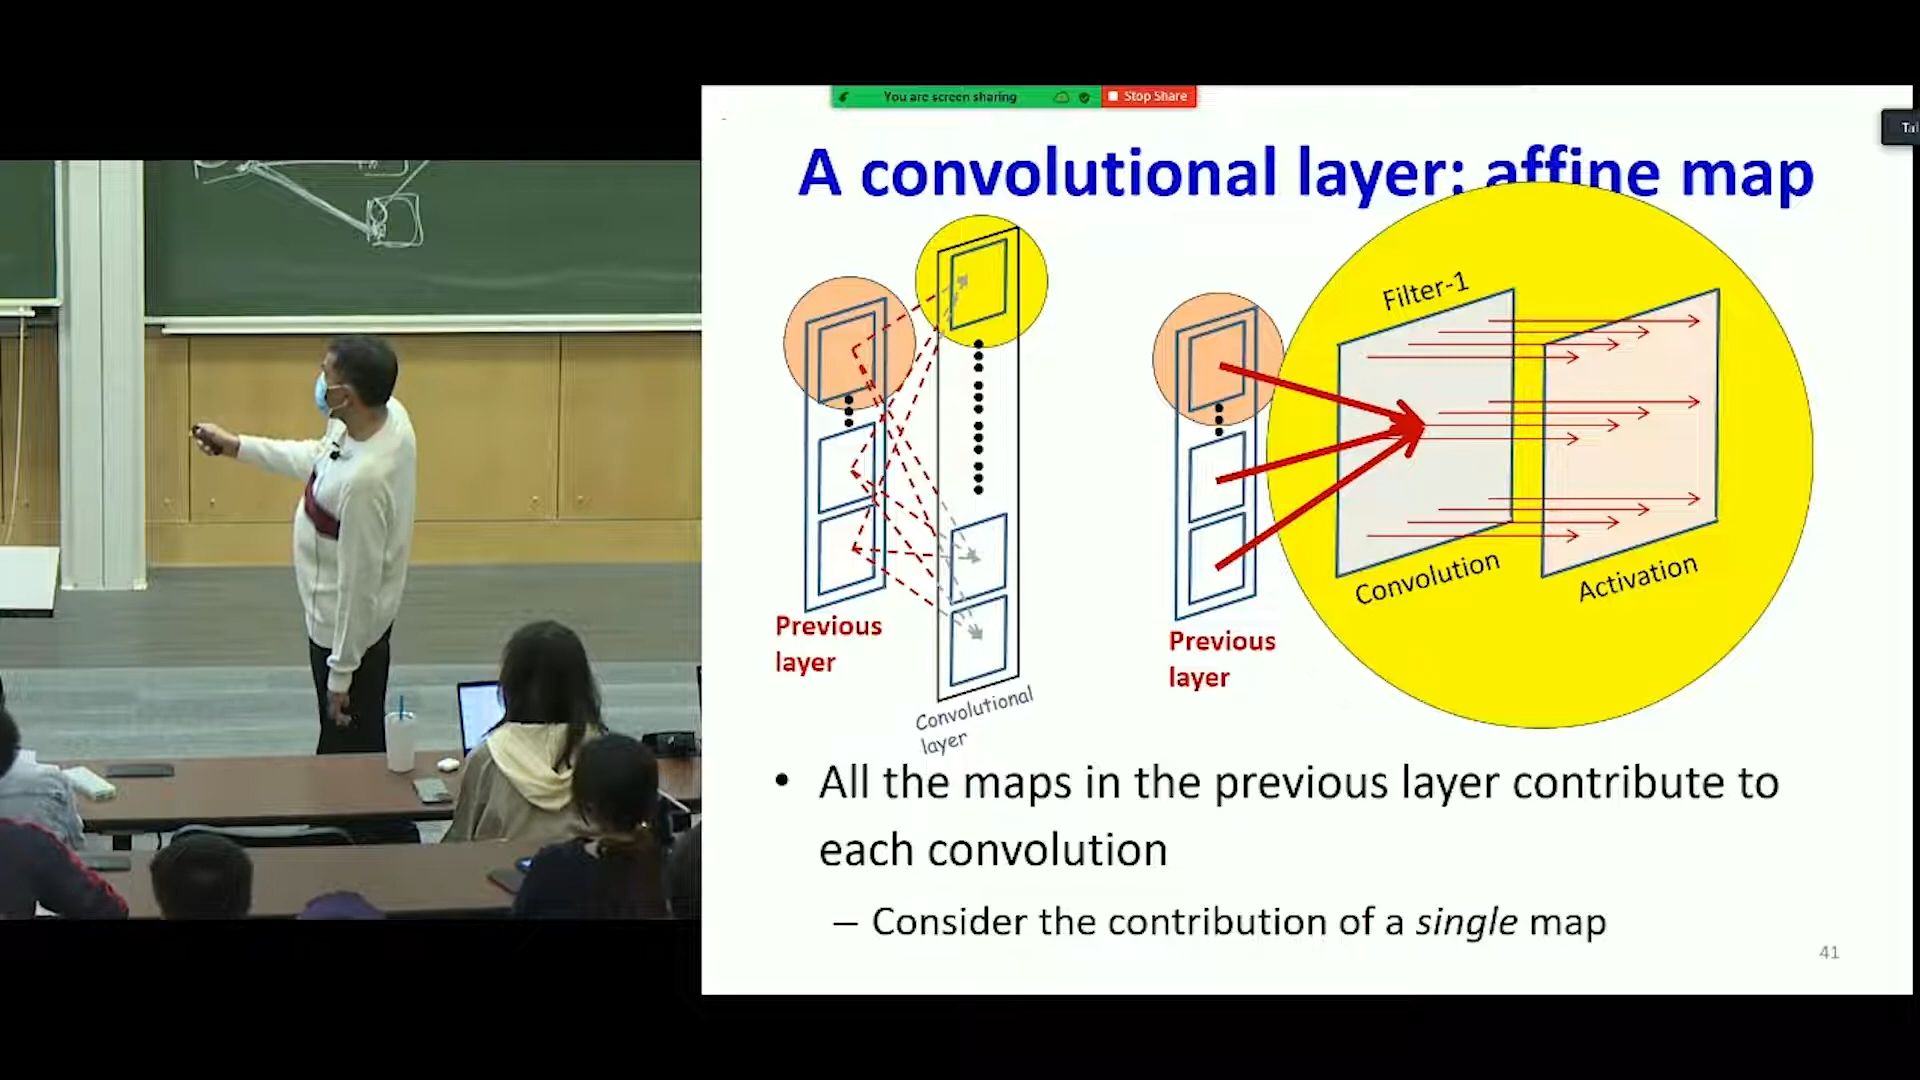 You are screen sharing
Stop Share
Tal
A convolutional layer: affine map
Filter-1
Convolution
Activation
Previous
layer
Previous
layer
Convolutional
layer
• All the maps in the previous layer contribute to
each convolution
– Consider the contribution of a single map
41